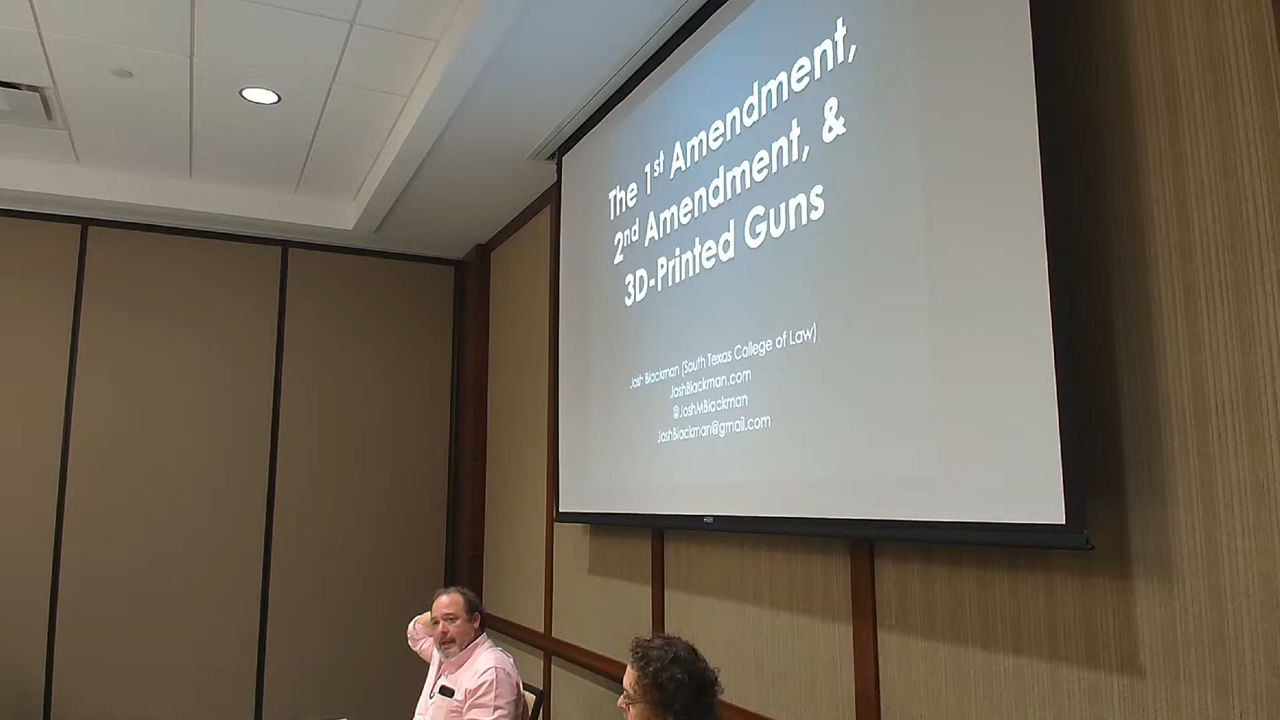 The 1st Amendment,
2nd Amendment, &
3D-Printed Guns
Josh Blackman (South Texas College of Law)
JoshBlackman.com
@JoshMBlackman
JoshBlackman@gmail.com